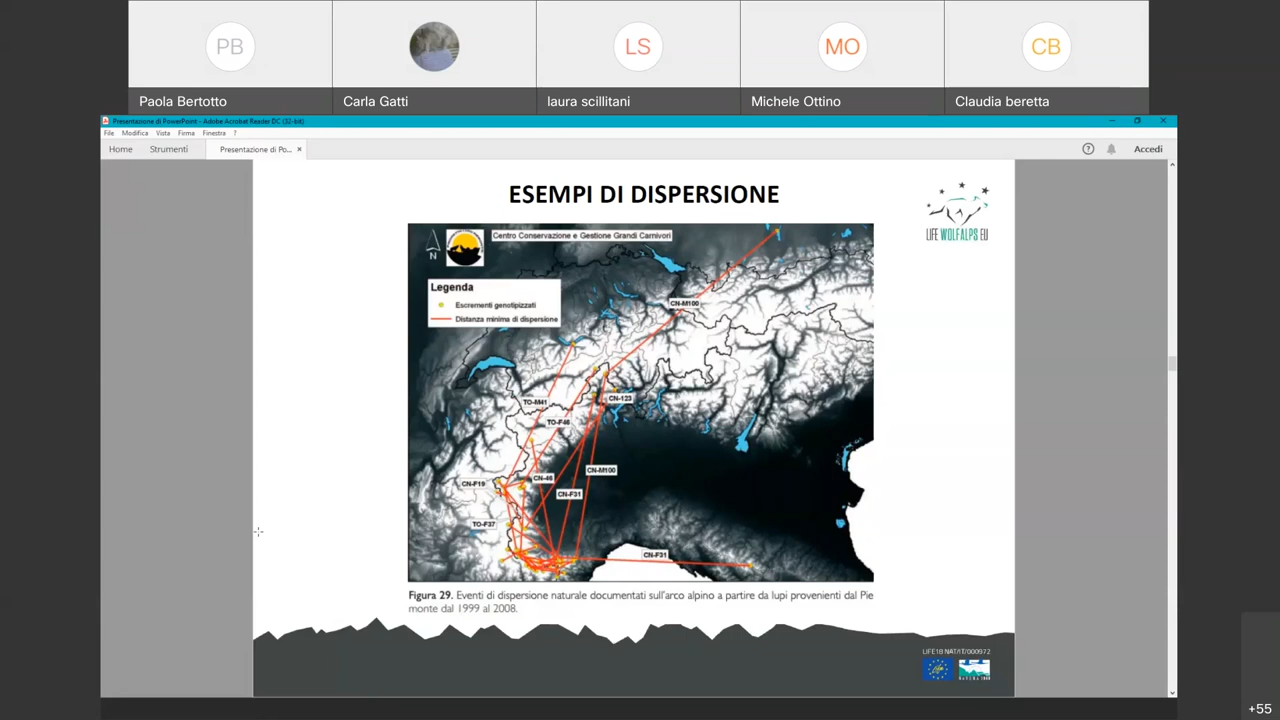 PB
LS
MO
CB
Paola Bertotto
Carla Gatti
laura scillitani
Michele Ottino
Claudia beretta
Presentazione di PowerPoint - Adobe Acrobat Reader DC (32-bit)
File Modifica Vista Firma Finestra ?
Home Strumenti Presentazione di Po... × Accedi
ESEMPI DI DISPERSIONE
LIFE WOLFALPS EU
Centro Conservazione e Gestione Grandi Carnivori
N
Legenda
Escrementi genotipizzati
Distanza minima di dispersione
CN-M100
TO-M41
CN-123
TO-F46
CN-M100
CN-F19
CN-46
CN-F31
TO-F37
CN-F31
Figura 29. Eventi di dispersione naturale documentati sull'arco alpino a partire da lupi provenienti dal Pie
monte dal 1999 al 2008.
LIFE18 NAT/IT/000972
+55